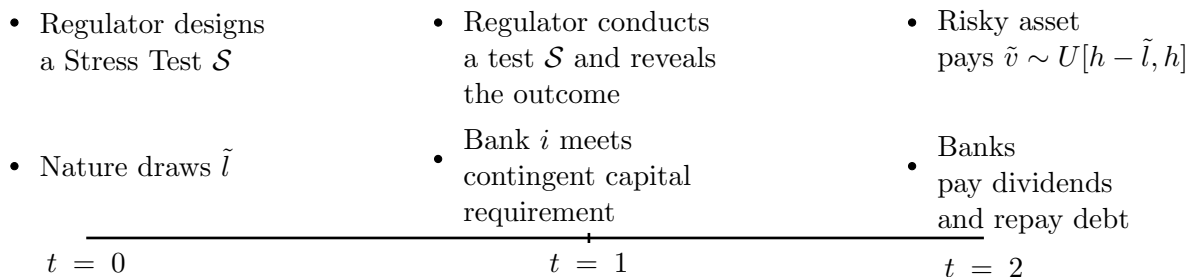 • Regulator designs
a Stress Test 𝒮
• Nature draws l̃
t = 0
• Regulator conducts
a test 𝒮 and reveals
the outcome
• Bank i meets
contingent capital
requirement
t = 1
• Risky asset
pays ṽ ∼ U[h − l̃, h]
• Banks
pay dividends
and repay debt
t = 2